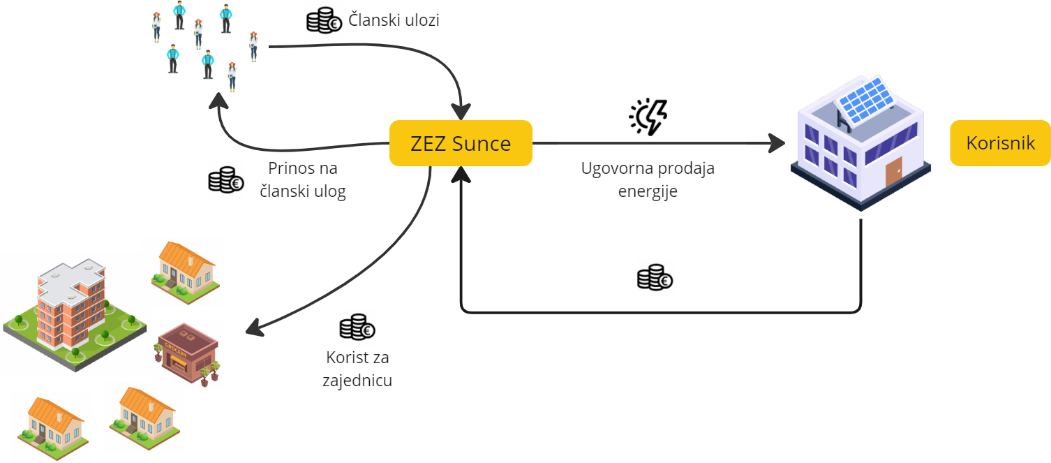 Članski ulozi
ZEZ Sunce
Korisnik
Prinos na
članski ulog
Ugovorna prodaja
energije
Korist za
zajednicu